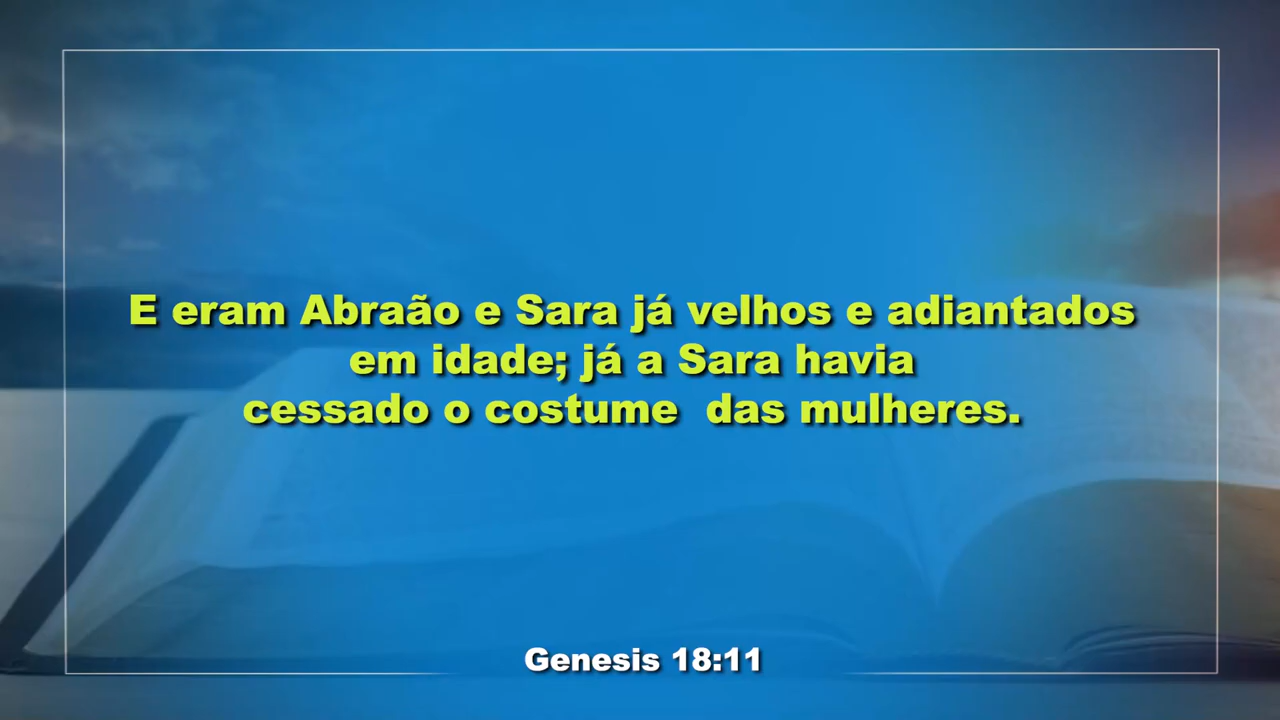 E eram Abraão e Sara já velhos e adiantados
em idade; já a Sara havia
cessado o costume  das mulheres.
Genesis 18:11